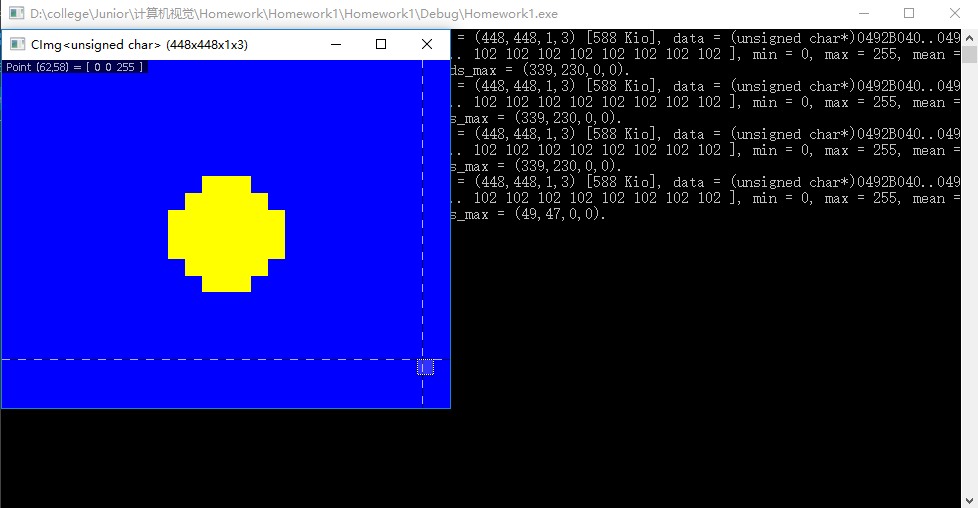 D:\college\Junior\计算机视觉\Homework\Homework1\Homework1\Debug\Homework1.exe
CImg<unsigned char> (448x448x1x3)
Point (62,58) = [ 0 0 255 ]
= (448,448,1,3) [588 Kio], data = (unsigned char*)0492B040..049
.. 102 102 102 102 102 102 102 102 ], min = 0, max = 255, mean =
ds_max = (339,230,0,0).
= (448,448,1,3) [588 Kio], data = (unsigned char*)0492B040..049
.. 102 102 102 102 102 102 102 102 ], min = 0, max = 255, mean =
s_max = (339,230,0,0).
= (448,448,1,3) [588 Kio], data = (unsigned char*)0492B040..049
.. 102 102 102 102 102 102 102 102 ], min = 0, max = 255, mean =
s_max = (339,230,0,0).
= (448,448,1,3) [588 Kio], data = (unsigned char*)0492B040..049
.. 102 102 102 102 102 102 102 102 ], min = 0, max = 255, mean =
s_max = (49,47,0,0).